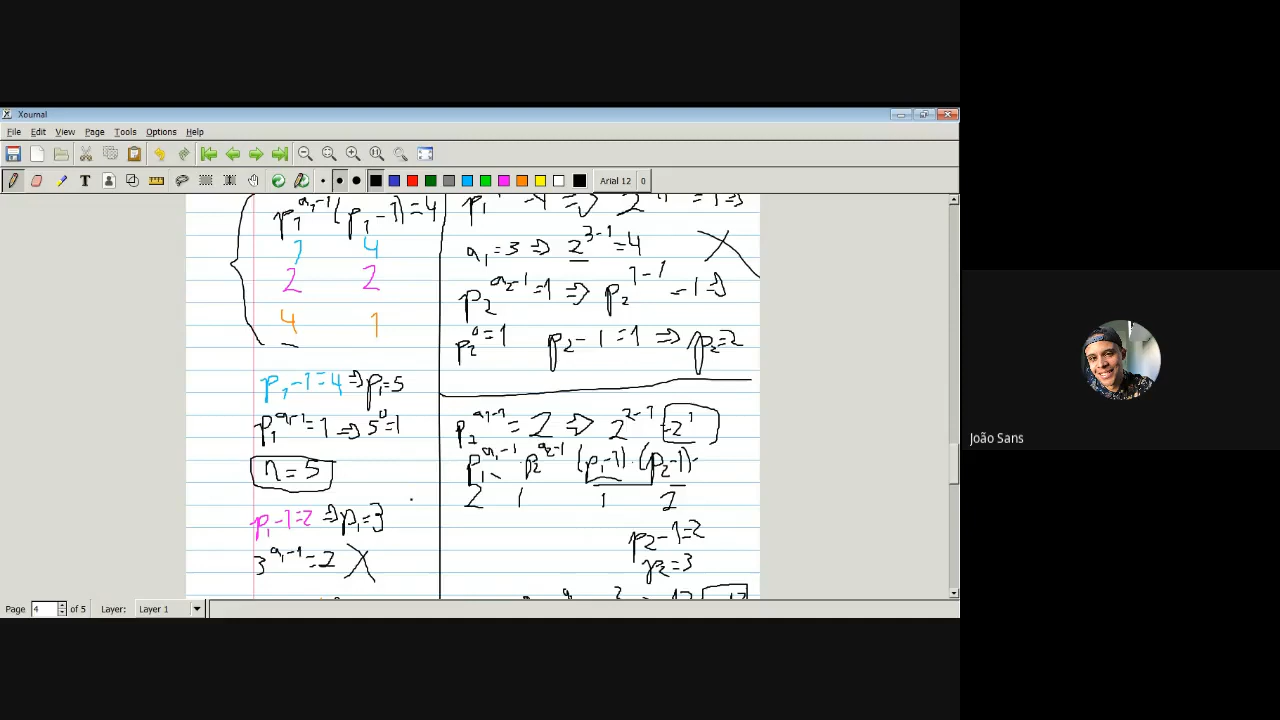 Xournal
File Edit View Page Tools Options Help
Arial 12 0
p₁^(a₁-1)(p₁-1)=4
1 4
2 2
4 1
p₁-1=4 ⇒ p₁=5
p₁^(a₁-1)=1 ⇒ 5⁰=1
n=5
p₁-1=2 ⇒ p₁=3
3^(a₁-1)=2 X
a₁=3 ⇒ 2^(3-1)=4 X
p₂^(a₂-1)=1 ⇒ p₂^(1-1)=1 ⇒
p₂⁰=1 p₂-1=1 ⇒ p₂=2
p₂^(a₁-1)=2 ⇒ 2^(2-1)=2¹
p₁^(a₁-1) · p₂^(a₂-1) (p₁-1)·(p₂-1)
2 1 1 2
p₂-1=2
p₂=3
João Sans
Page 4 of 5 Layer: Layer 1